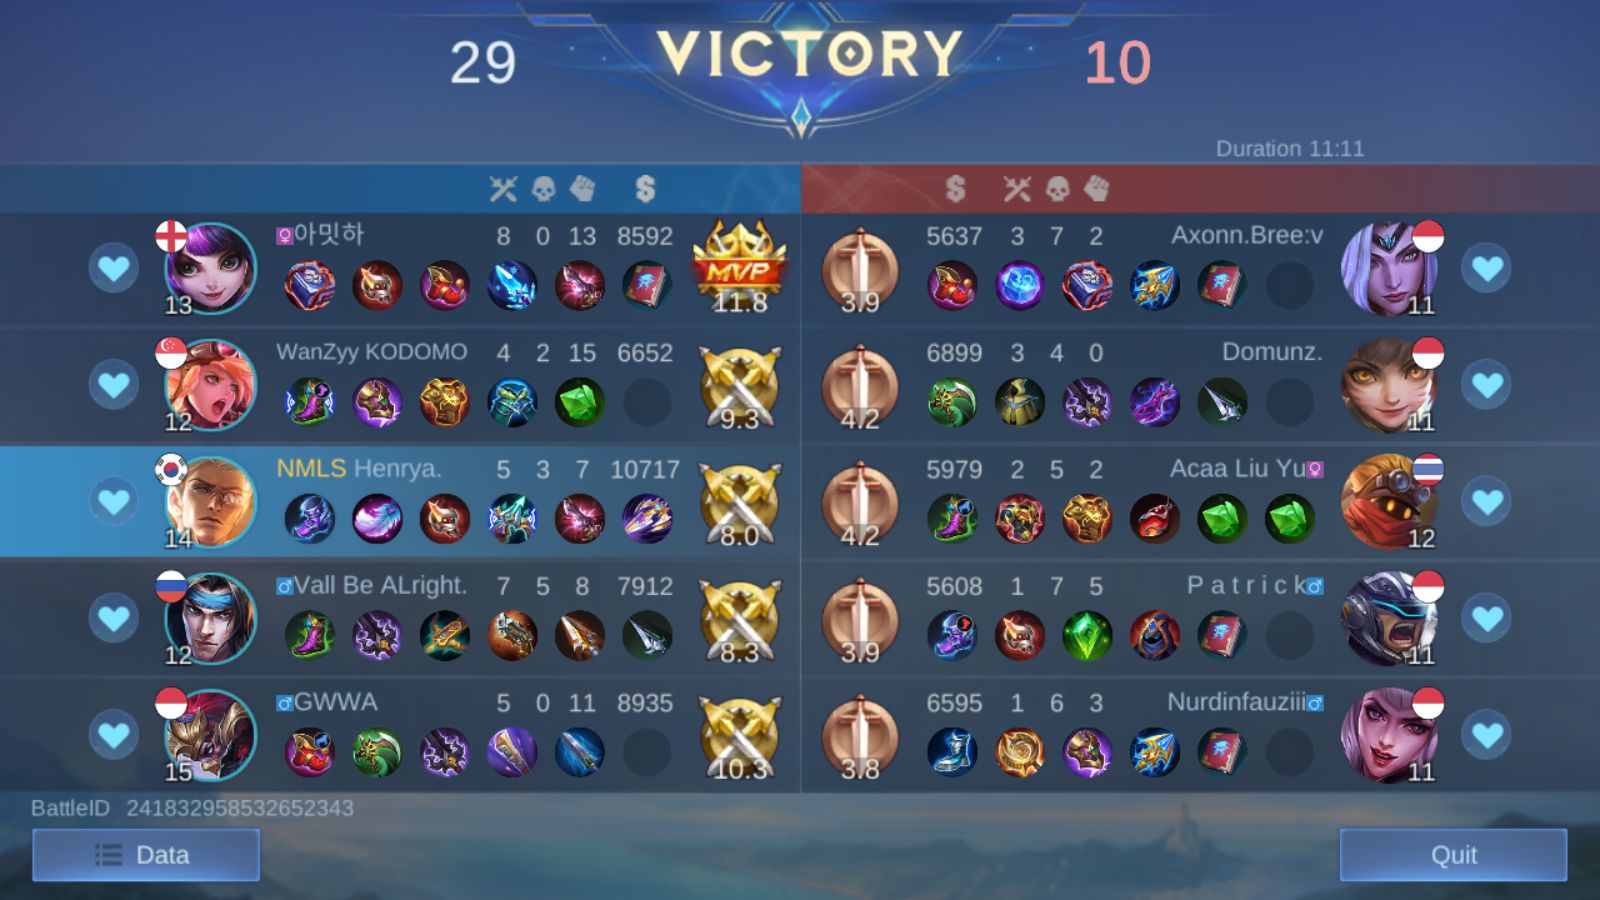 29 VICTORY 10
Duration 11:11
아밋하 8 0 13 8592
13
MVP 11.8
3.9
5637 3 7 2 Axonn.Bree:v
11
WanZyy KODOMO 4 2 15 6652
12
9.3
4.2
6899 3 4 0 Domunz.
11
NMLS Henrya. 5 3 7 10717
14
8.0
4.2
5979 2 5 2 Acaa Liu Yu
12
Vall Be ALright. 7 5 8 7912
12
8.3
3.9
5608 1 7 5 P a t r i c k
11
GWWA 5 0 11 8935
15
10.3
3.8
6595 1 6 3 Nurdinfauziii
11
BattleID 241832958532652343
Data
Quit